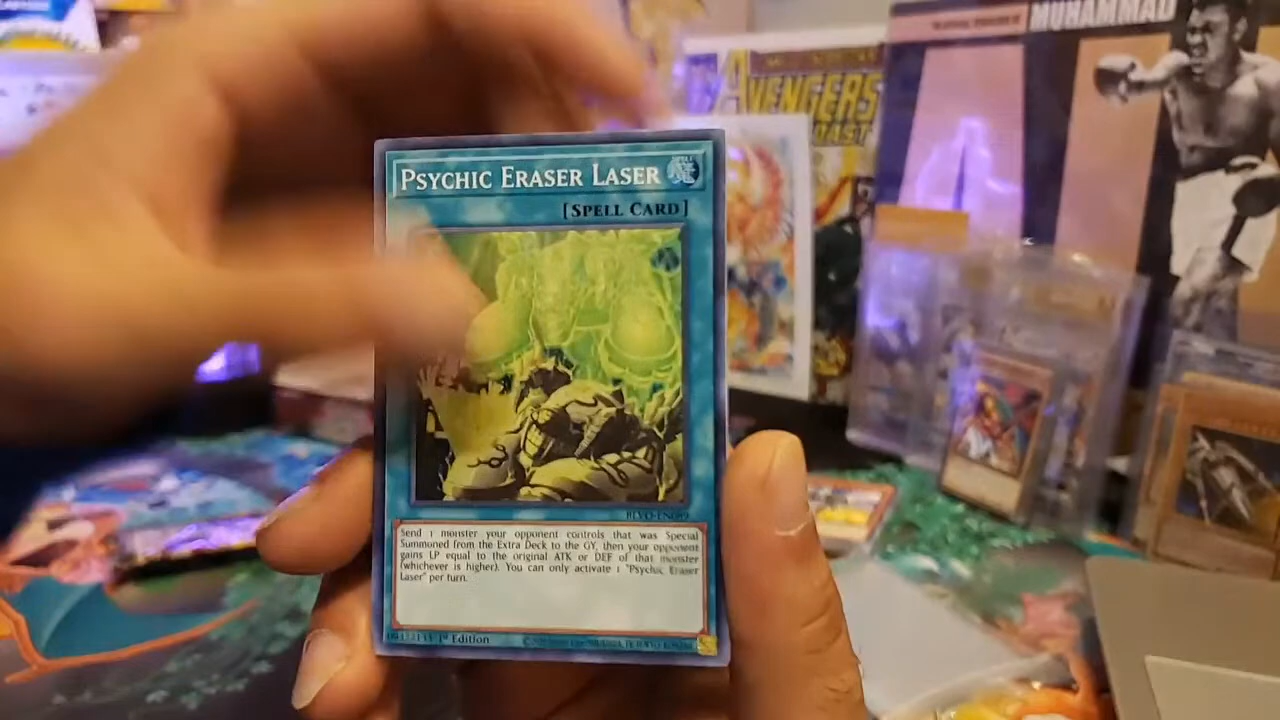 MUHAMMAD
AVENGERS
PSYCHIC ERASER LASER
[SPELL CARD]
BLVO-EN089
Send 1 monster your opponent controls that was Special
Summoned from the Extra Deck to the GY, then your opponent
gains LP equal to the original ATK or DEF of that monster
(whichever is higher). You can only activate 1 "Psychic Eraser
Laser" per turn.
1st Edition